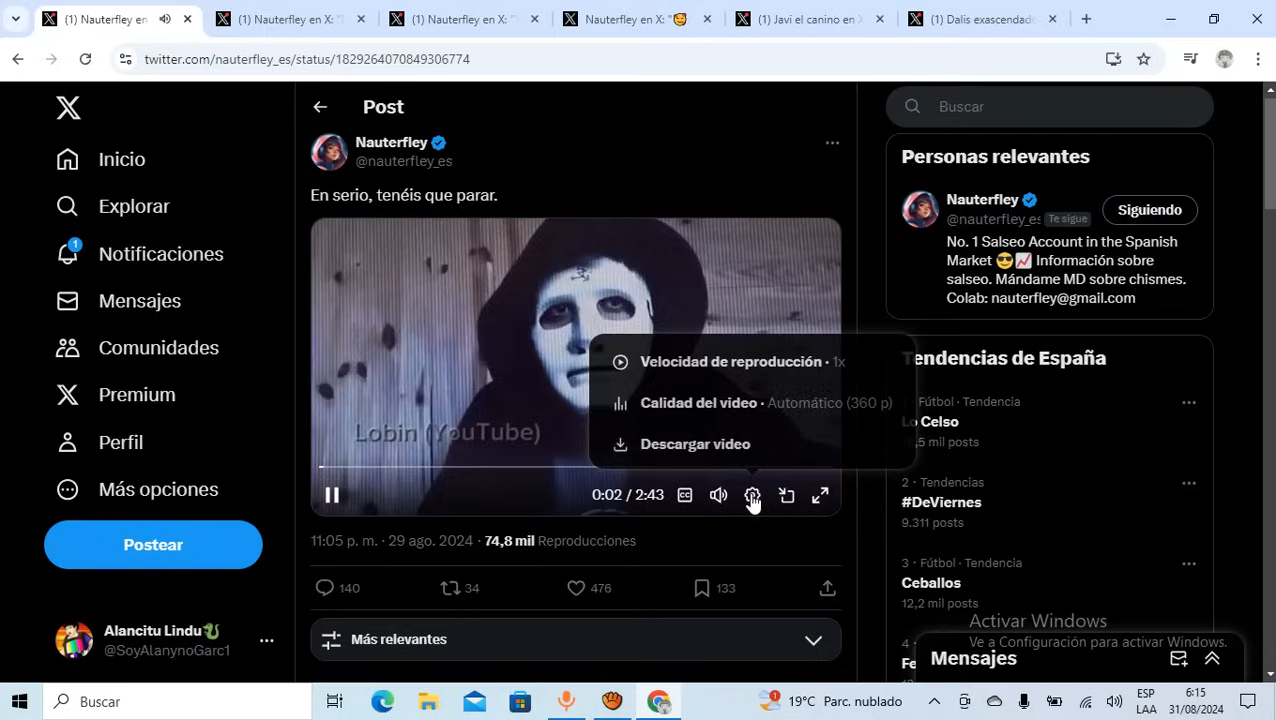 (1) Nauterfley en
(1) Nauterfley en X: "I
(1) Nauterfley en X: "
Nauterfley en X: "🥰
(1) Javi el canino en X
(1) Dalis exascendad
twitter.com/nauterfley_es/status/1829264070849306774
Inicio
Explorar
1
Notificaciones
Mensajes
Comunidades
Premium
Perfil
Más opciones
Postear
Alancitu Lindu🐍
@SoyAlanynoGarc1
Post
Nauterfley
@nauterfley_es
En serio, tenéis que parar.
Lobin (YouTube)
Velocidad de reproducción · 1x
Calidad del video · Automático (360 p)
Descargar video
0:02 / 2:43
11:05 p. m. · 29 ago. 2024 · 74,8 mil Reproducciones
140
34
476
133
Más relevantes
Buscar
Personas relevantes
Nauterfley
@nauterfley_es Te sigue
Siguiendo
No. 1 Salseo Account in the Spanish
Market 😎📈 Información sobre
salseo. Mándame MD sobre chismes.
Colab: nauterfley@gmail.com
Tendencias de España
Fútbol · Tendencia
Lo Celso
mil posts
2 · Tendencias
#DeViernes
9.311 posts
3 · Fútbol · Tendencia
Ceballos
12,2 mil posts
4
Fe
Activar Windows
Ve a Configuración para activar Windows.
Mensajes
Buscar
19°C Parc. nublado
ESP
LAA
6:15
31/08/2024